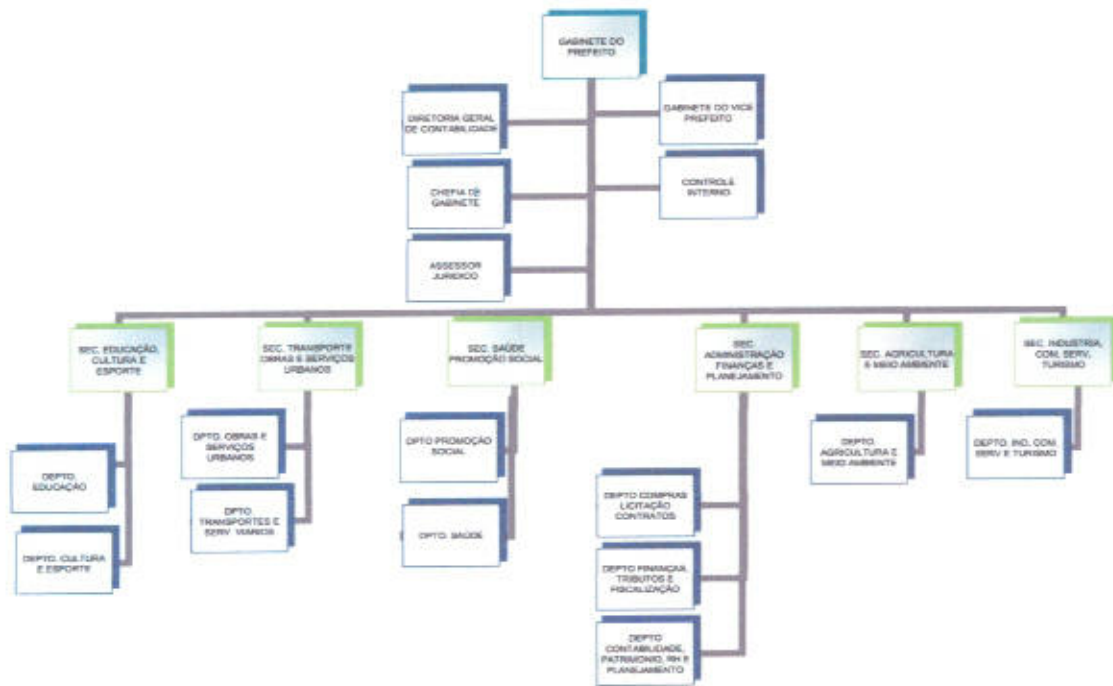 GABINETE DO
PREFEITO
DIRETORIA GERAL
DE CONTABILIDADE
GABINETE DO VICE
PREFEITO
CHEFIA DE
GABINETE
CONTROLE
INTERNO
ASSESSOR
JURIDICO
SEC. EDUCAÇÃO,
CULTURA E
ESPORTE
SEC. TRANSPORTE
OBRAS E SERVIÇOS
URBANOS
SEC. SAÚDE
PROMOÇÃO SOCIAL
SEC.
ADMINISTRAÇÃO
FINANÇAS E
PLANEJAMENTO
SEC. AGRICULTURA
E MEIO AMBIENTE
SEC. INDUSTRIA,
COM. SERV,
TURISMO
DEPTO.
EDUCAÇÃO
DEPTO. CULTURA
E ESPORTE
DPTO. OBRAS E
SERVIÇOS
URBANOS
DPTO.
TRANSPORTES E
SERV. VIARIOS
DPTO PROMOÇÃO
SOCIAL
DPTO. SAÚDE
DEPTO COMPRAS
LICITAÇÃO
CONTRATOS
DEPTO FINANÇAS,
TRIBUTOS E
FISCALIZAÇÃO
DEPTO
CONTABILIDADE,
PATRIMONIO, RH E
PLANEJAMENTO
DEPTO.
AGRICULTURA E
MEIO AMBIENTE
DEPTO. IND. COM.
SERV E TURISMO